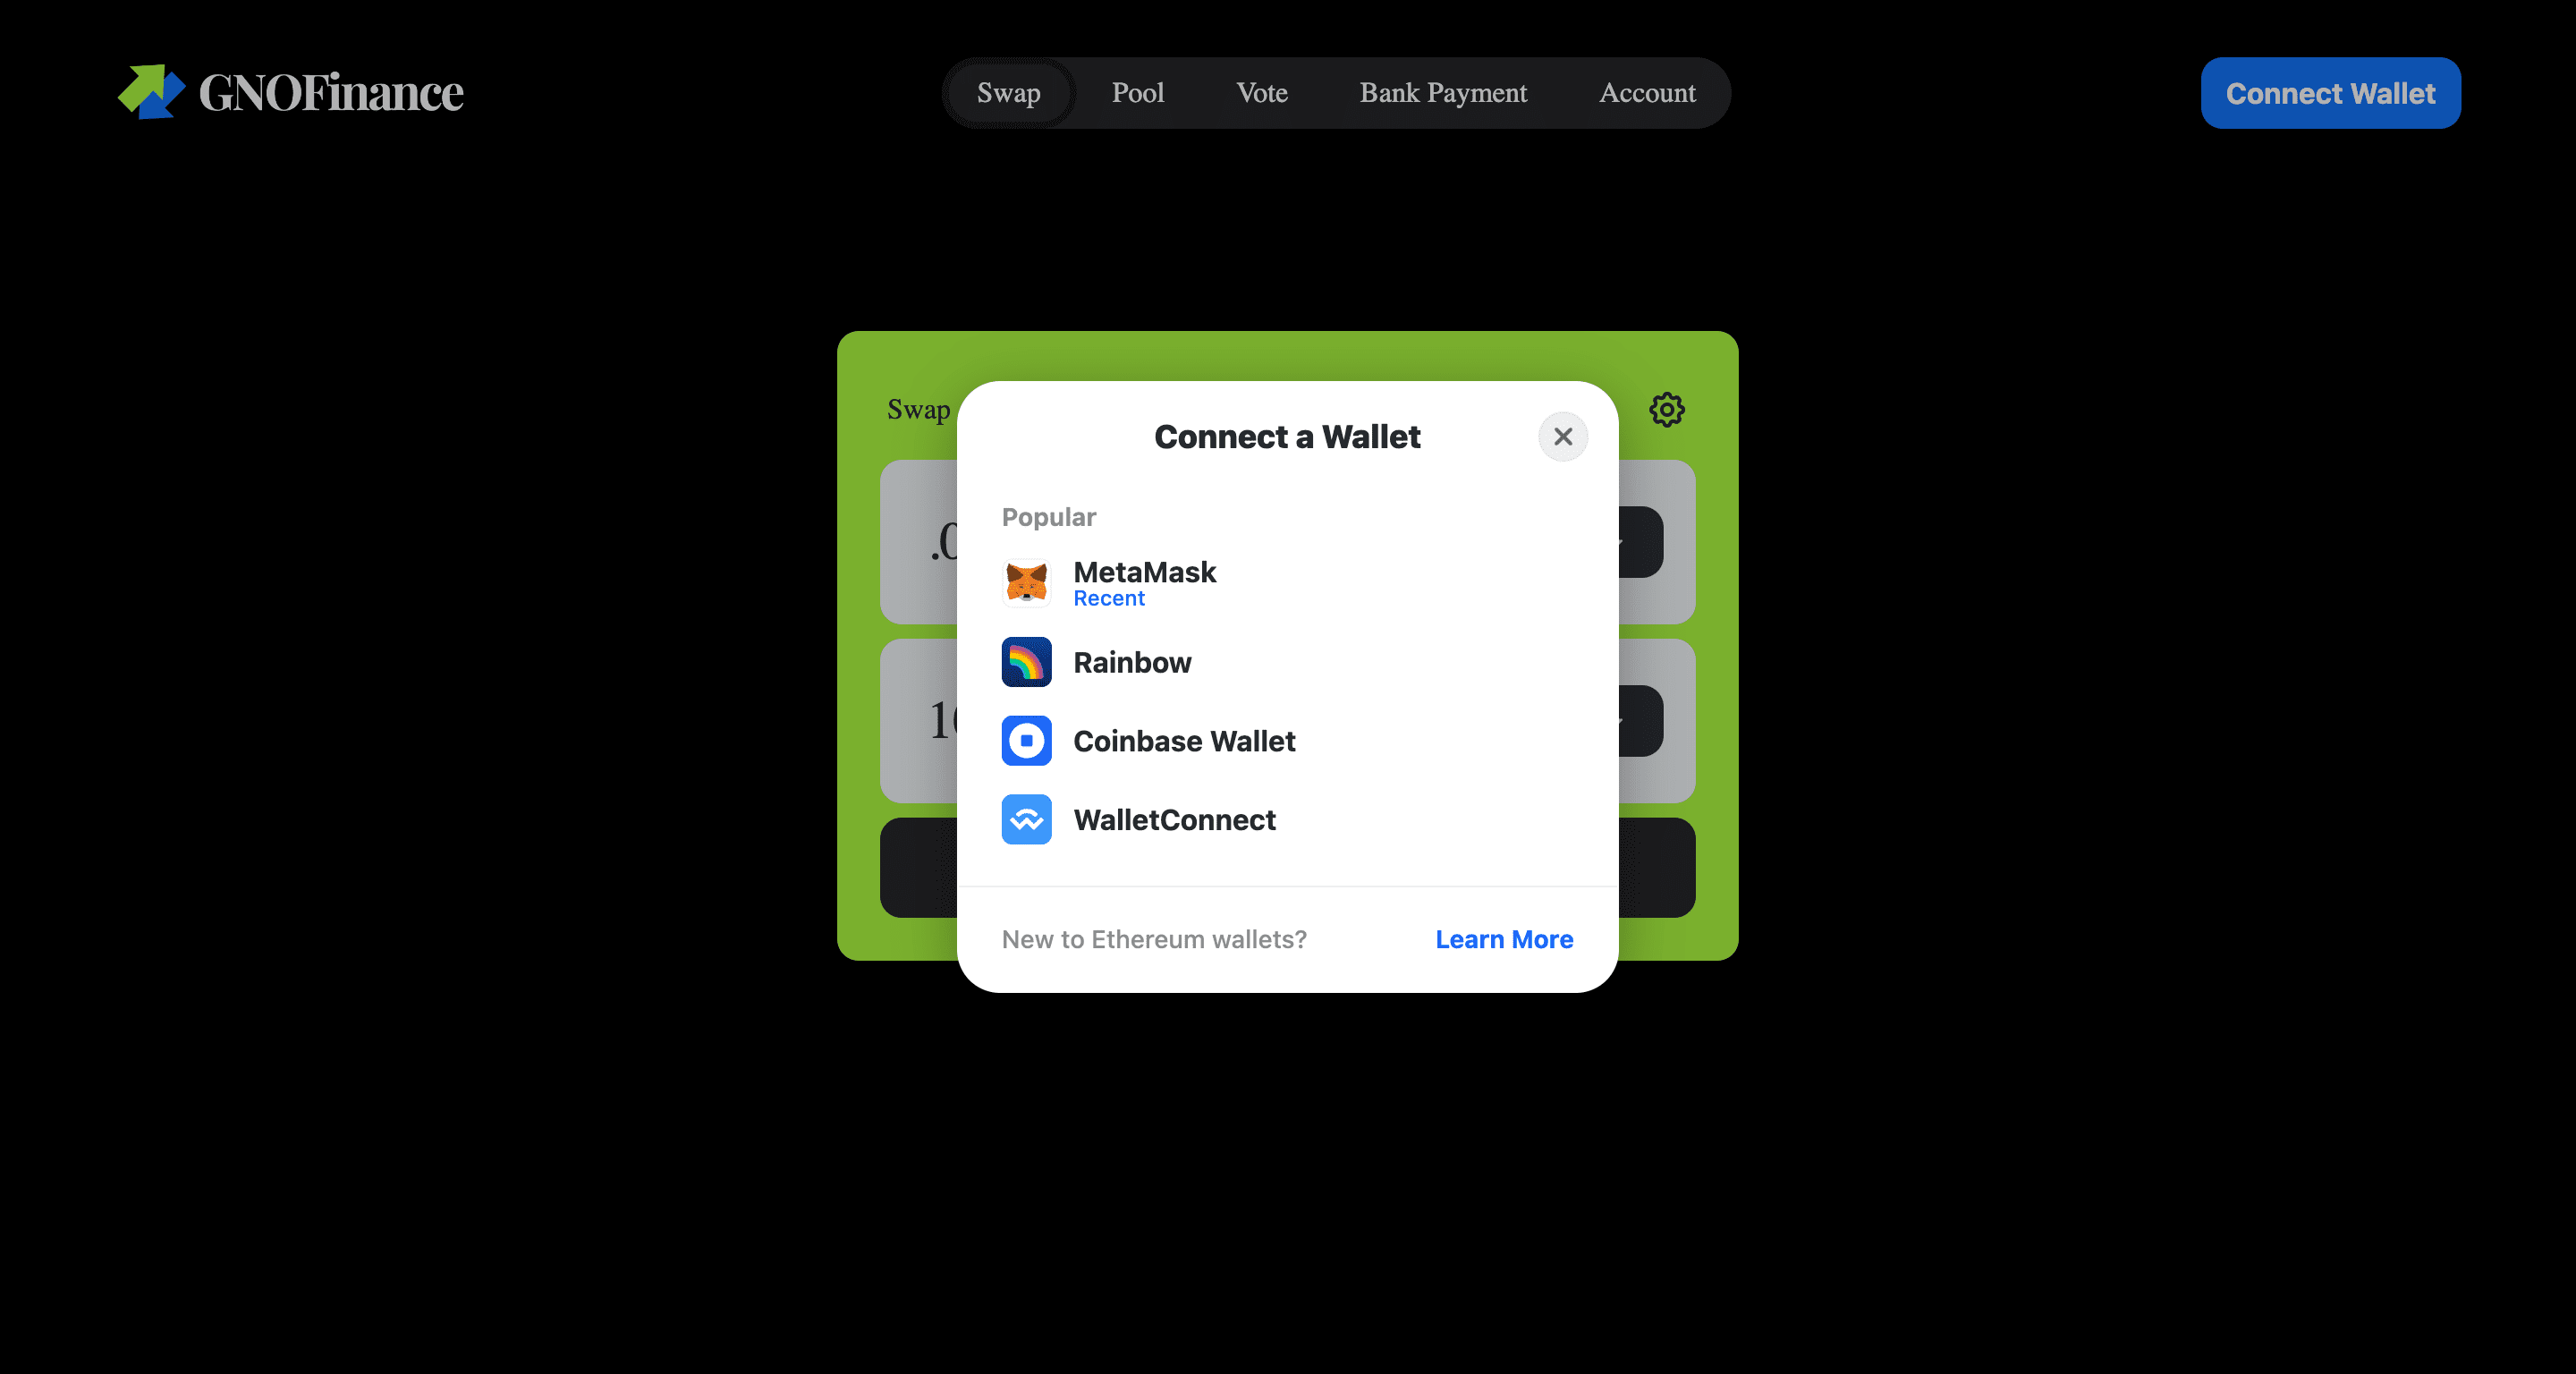 GNOFinance
Swap Pool Vote Bank Payment Account
Connect Wallet
Swap
Connect a Wallet
Popular
MetaMask
Recent
Rainbow
Coinbase Wallet
WalletConnect
New to Ethereum wallets? Learn More